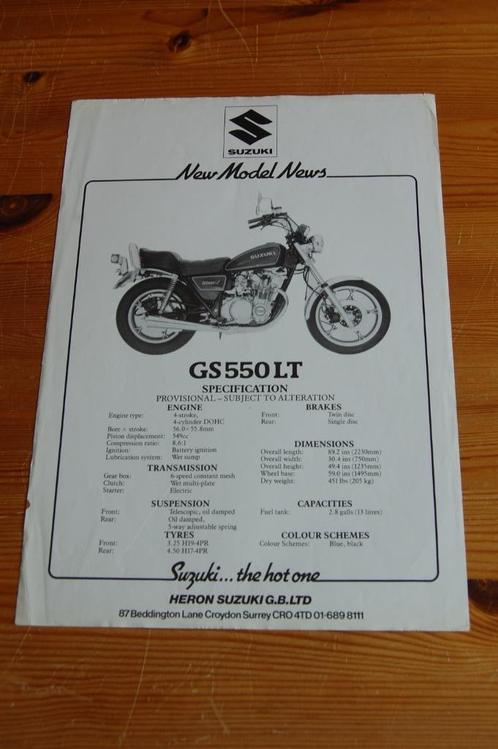 SUZUKI
New Model News
SUZUKI
GS550LT
SPECIFICATION
PROVISIONAL – SUBJECT TO ALTERATION
ENGINE
Engine type: 4-stroke,
4-cylinder DOHC
Bore × stroke: 56.0 × 55.8mm
Piston displacement: 549cc
Compression ratio: 8.6:1
Ignition: Battery ignition
Lubrication system: Wet sump
TRANSMISSION
Gear box: 6-speed constant mesh
Clutch: Wet multi-plate
Starter: Electric
SUSPENSION
Front: Telescopic, oil damped
Rear: Oil damped,
5-way adjustable spring
TYRES
Front: 3.25 H19-4PR
Rear: 4.50 H17-4PR
BRAKES
Front: Twin disc
Rear: Single disc
DIMENSIONS
Overall length: 89.2 ins (2230mm)
Overall width: 30.4 ins (750mm)
Overall height: 49.4 ins (1235mm)
Wheel base: 59.0 ins (1495mm)
Dry weight: 451 lbs (205 kg)
CAPACITIES
Fuel tank: 2.8 galls (13 litres)
COLOUR SCHEMES
Colour Schemes: Blue, black
Suzuki... the hot one
HERON SUZUKI G.B. LTD
87 Beddington Lane Croydon Surrey CRO 4TD 01-689 8111